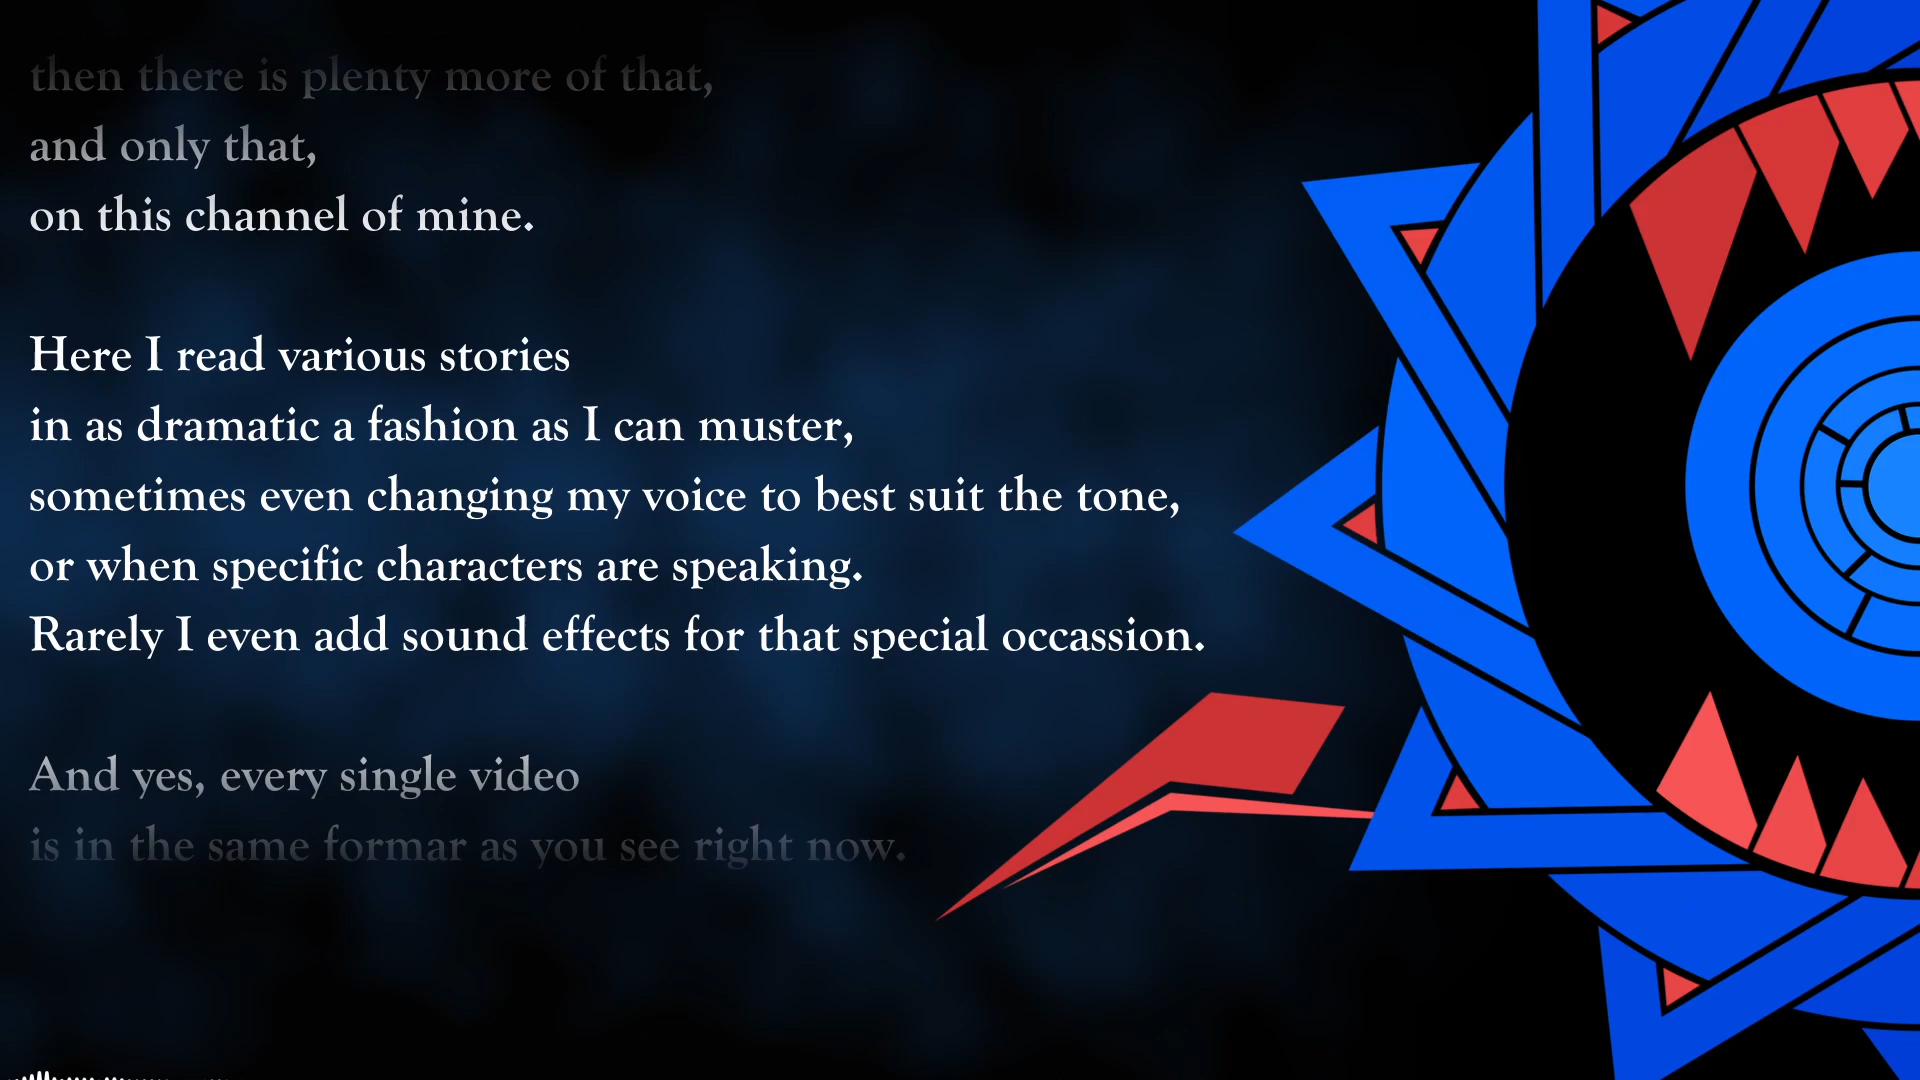 then there is plenty more of that,
and only that,
on this channel of mine.
Here I read various stories
in as dramatic a fashion as I can muster,
sometimes even changing my voice to best suit the tone,
or when specific characters are speaking.
Rarely I even add sound effects for that special occassion.
And yes, every single video
is in the same formar as you see right now.